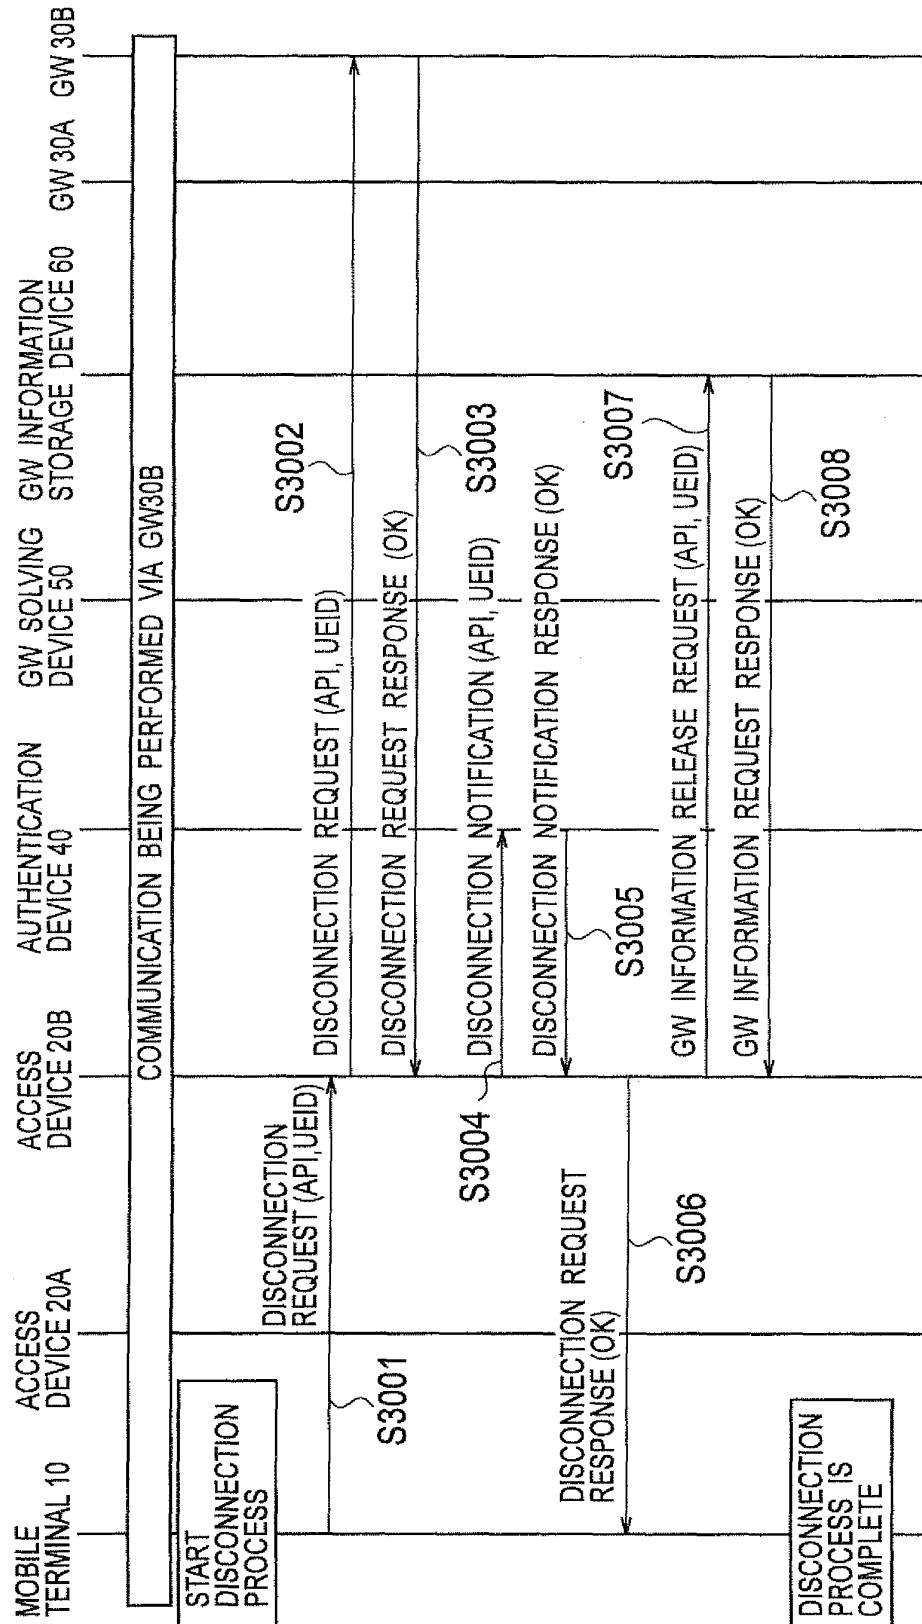 MOBILE
TERMINAL 10
ACCESS
DEVICE 20A
ACCESS
DEVICE 20B
AUTHENTICATION
DEVICE 40
GW SOLVING
DEVICE 50
GW INFORMATION
STORAGE DEVICE 60
GW 30A
GW 30B
COMMUNICATION BEING PERFORMED VIA GW30B
START
DISCONNECTION
PROCESS
DISCONNECTION
REQUEST (API,UEID)
S3001
DISCONNECTION REQUEST (API, UEID)
S3002
DISCONNECTION REQUEST RESPONSE (OK)
S3003
DISCONNECTION NOTIFICATION (API, UEID)
S3004
DISCONNECTION NOTIFICATION RESPONSE (OK)
S3005
DISCONNECTION REQUEST
RESPONSE (OK)
S3006
GW INFORMATION RELEASE REQUEST (API, UEID)
S3007
GW INFORMATION REQUEST RESPONSE (OK)
S3008
DISCONNECTION
PROCESS IS
COMPLETE